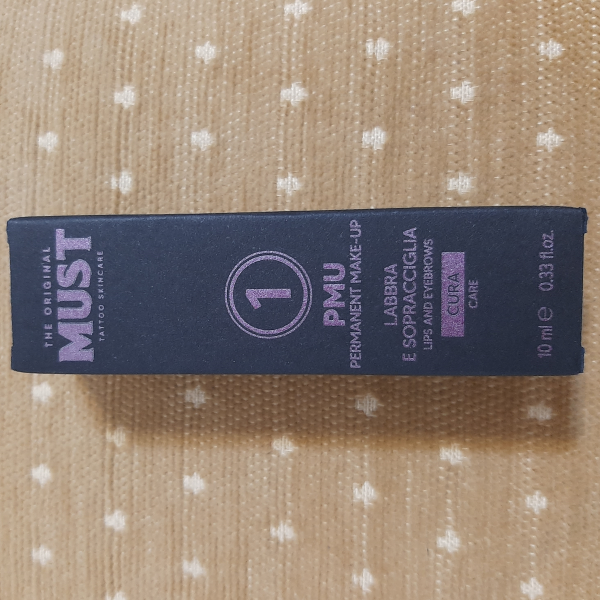 THE ORIGINAL
MUST
TATTOO SKINCARE
1
PMU
PERMANENT MAKE-UP
LABBRA
E SOPRACCIGLIA
LIPS AND EYEBROWS
CURA
CARE
10 ml e 0.33 fl.oz.